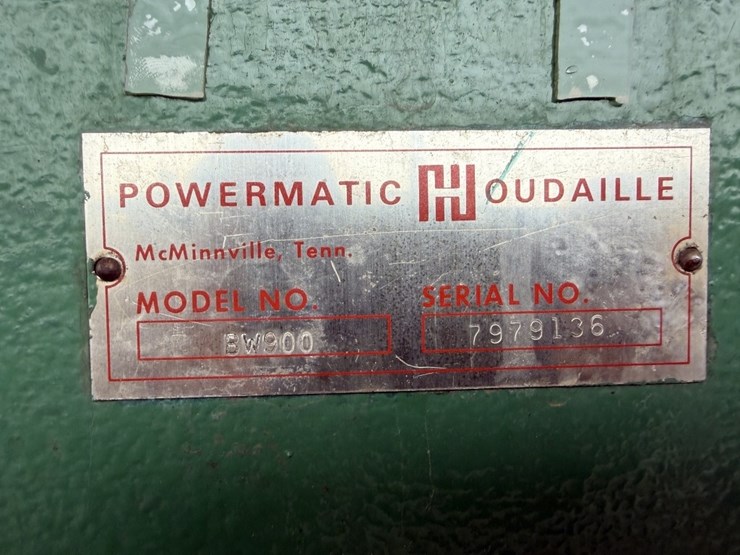 POWERMATIC HOUDAILLE
McMinnville, Tenn.
MODEL NO. SERIAL NO.
BW900 7979136